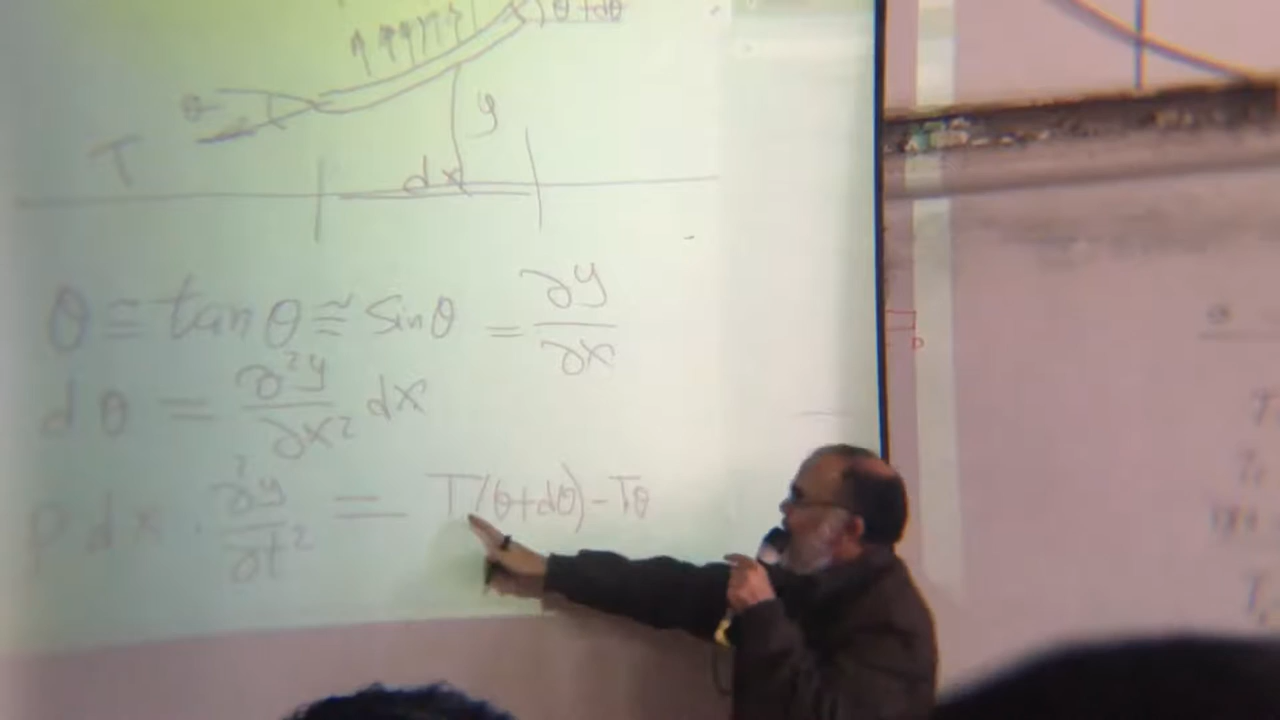 θ+dθ
θ
y
T
dx
θ ≅ tan θ ≅ sin θ = ∂y/∂x
dθ = ∂²y/∂x² dx
ρ dx · ∂²y/∂t² = T(θ+dθ) - Tθ